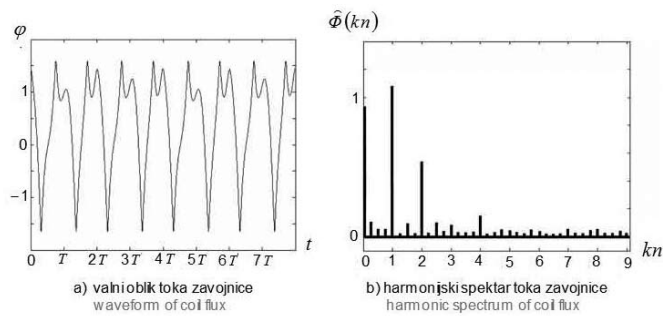 φ
1
0
−1
0 T 2T 3T 4T 5T 6T 7T t
a) valni oblik toka zavojnice
waveform of coil flux
Φ̂(kn)
1
0
0 1 2 3 4 5 6 7 8 9 kn
b) harmonijski spektar toka zavojnice
harmonic spectrum of coil flux